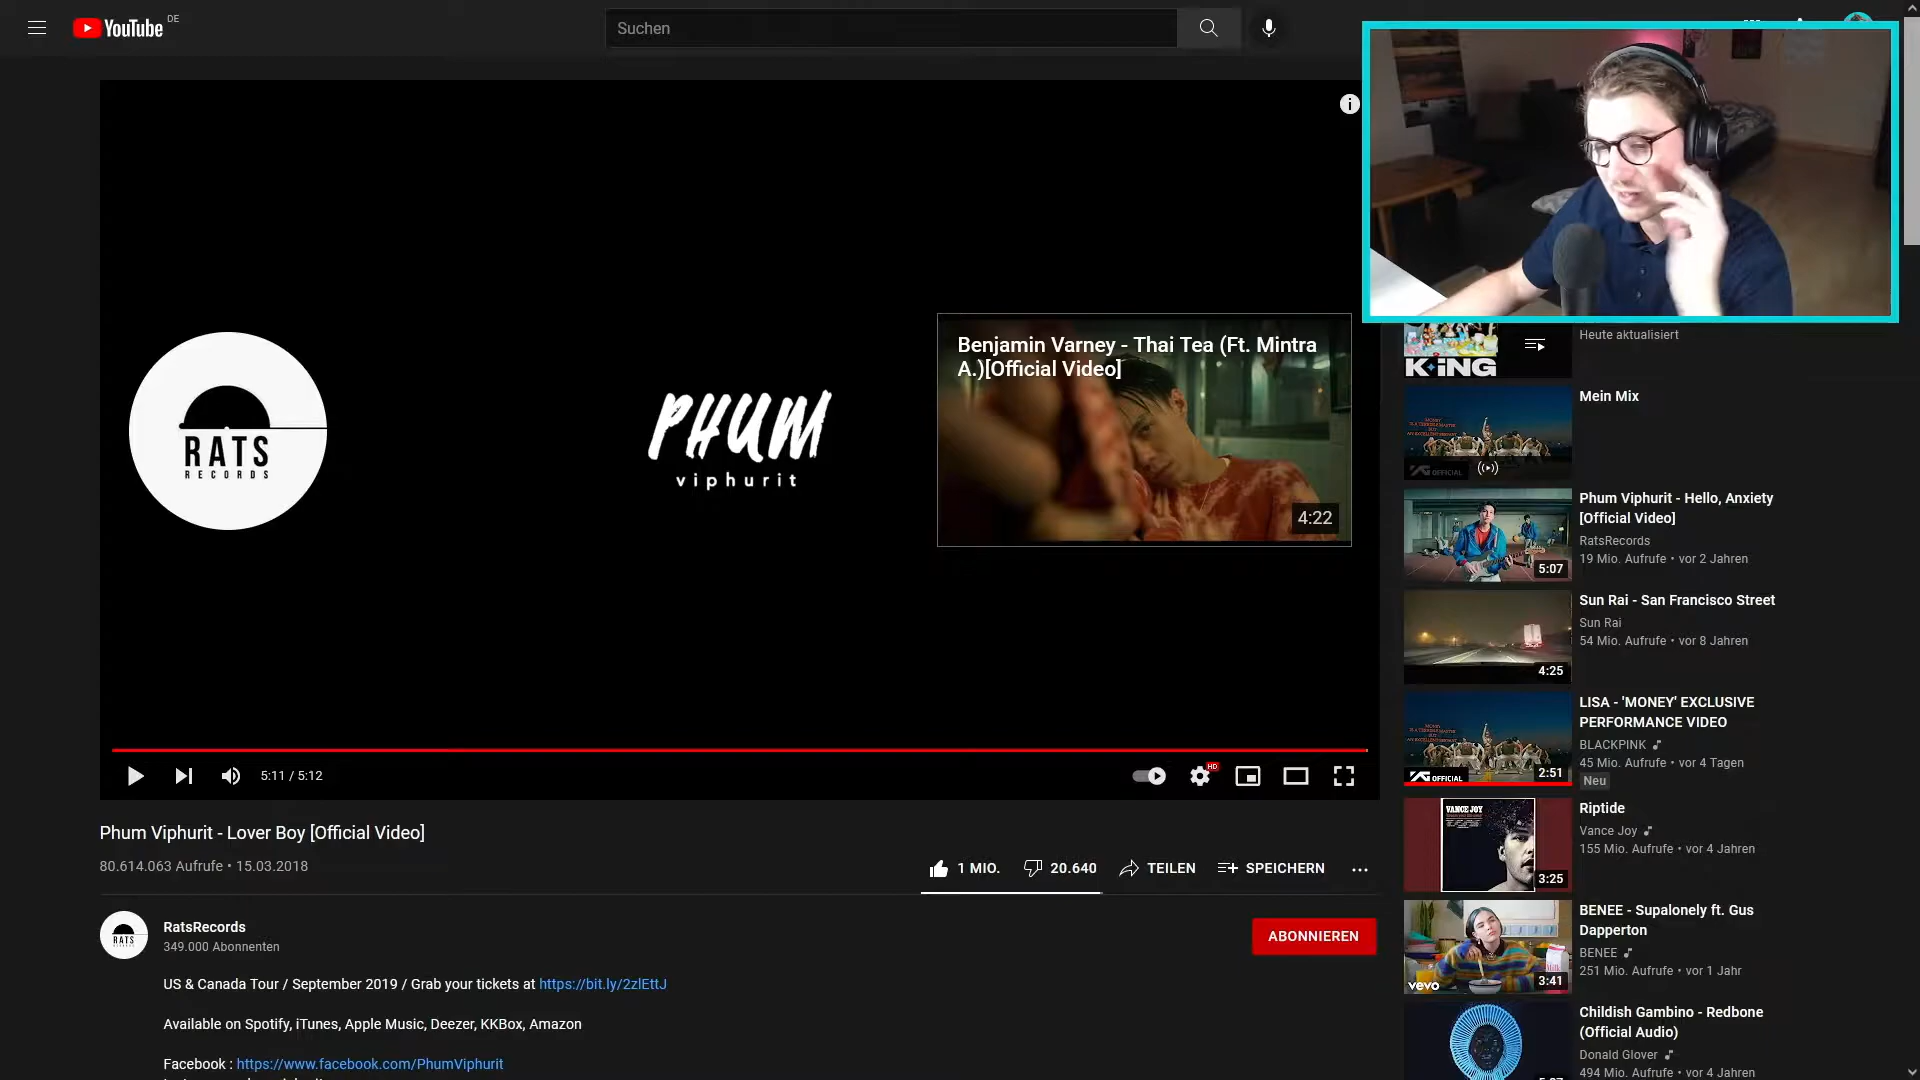 YouTube DE
Suchen
Benjamin Varney - Thai Tea (Ft. Mintra
A.)[Official Video]
4:22
RATS
RECORDS
PHUM
viphurit
5:11 / 5:12
HD
Phum Viphurit - Lover Boy [Official Video]
80.614.063 Aufrufe • 15.03.2018
1 MIO.
20.640
TEILEN
SPEICHERN
RATS
RatsRecords
349.000 Abonnenten
ABONNIEREN
US & Canada Tour / September 2019 / Grab your tickets at https://bit.ly/2zlEttJ
Available on Spotify, iTunes, Apple Music, Deezer, KKBox, Amazon
Facebook : https://www.facebook.com/PhumViphurit
Heute aktualisiert
KiNG
Mein Mix
OFFICIAL
Phum Viphurit - Hello, Anxiety
[Official Video]
RatsRecords
19 Mio. Aufrufe • vor 2 Jahren
5:07
Sun Rai - San Francisco Street
Sun Rai
54 Mio. Aufrufe • vor 8 Jahren
4:25
LISA - 'MONEY' EXCLUSIVE
PERFORMANCE VIDEO
BLACKPINK
45 Mio. Aufrufe • vor 4 Tagen
Neu
OFFICIAL
2:51
Riptide
Vance Joy
155 Mio. Aufrufe • vor 4 Jahren
VANCE JOY
3:25
BENEE - Supalonely ft. Gus
Dapperton
BENEE
251 Mio. Aufrufe • vor 1 Jahr
vevo
3:41
Childish Gambino - Redbone
(Official Audio)
Donald Glover
494 Mio. Aufrufe • vor 4 Jahren